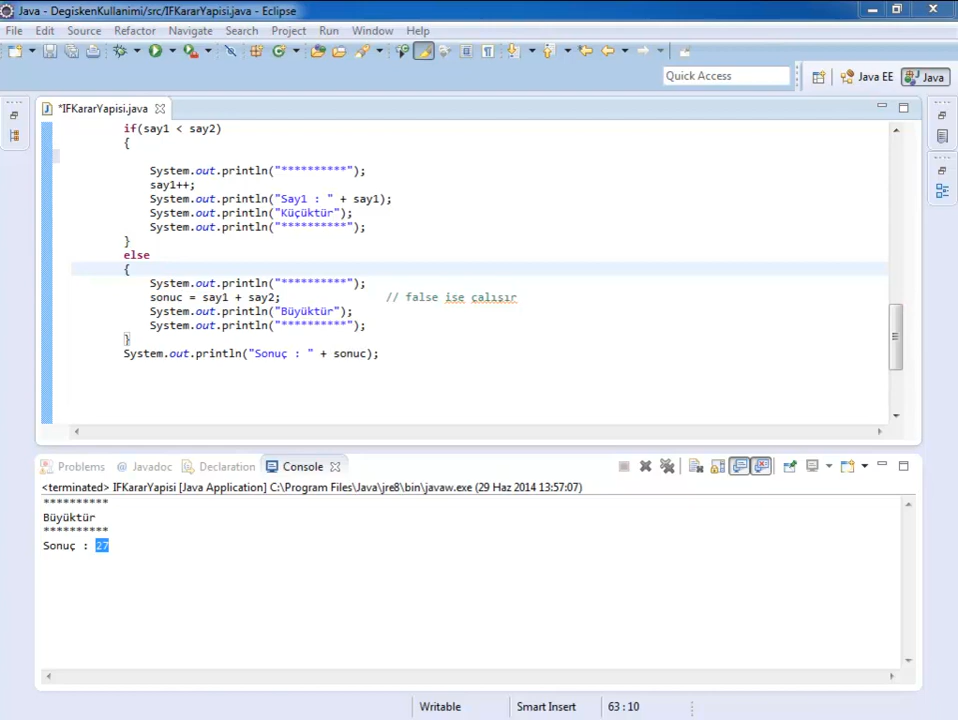 Java - DegiskenKullanimi/src/IFKararYapisi.java - Eclipse
File Edit Source Refactor Navigate Search Project Run Window Help
Quick Access
Java EE
Java
*IFKararYapisi.java
if(say1 < say2)
{
System.out.println("**********");
say1++;
System.out.println("Say1 : " + say1);
System.out.println("Küçüktür");
System.out.println("**********");
}
else
{
System.out.println("**********");
sonuc = say1 + say2; // false ise çalışır
System.out.println("Büyüktür");
System.out.println("**********");
}
System.out.println("Sonuç : " + sonuc);
Problems @ Javadoc Declaration Console
<terminated> IFKararYapisi [Java Application] C:\Program Files\Java\jre8\bin\javaw.exe (29 Haz 2014 13:57:07)
**********
Büyüktür
**********
Sonuç : 27
Writable Smart Insert 63 : 10